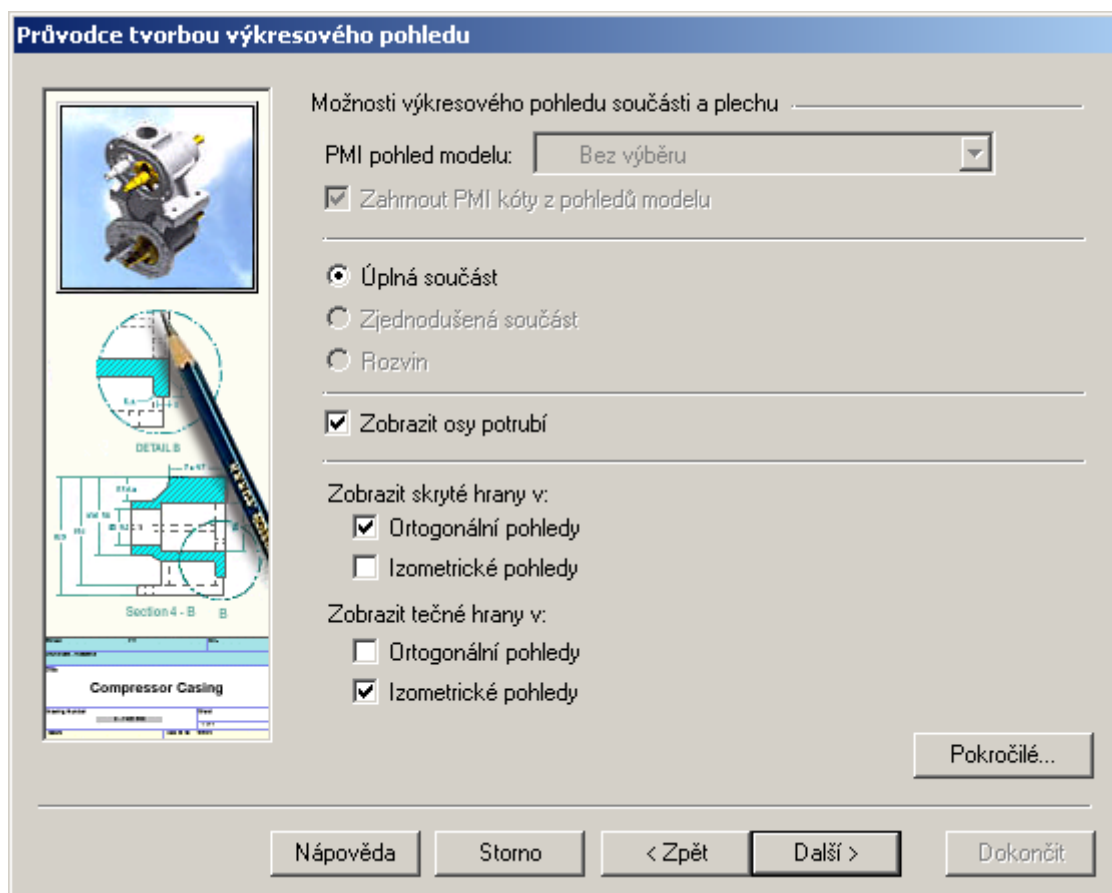 Průvodce tvorbou výkresového pohledu
Možnosti výkresového pohledu součásti a plechu
PMI pohled modelu: Bez výběru
Zahrnout PMI kóty z pohledů modelu
Úplná součást
Zjednodušená součást
Rozvin
Zobrazit osy potrubí
Zobrazit skryté hrany v:
Ortogonální pohledy
Izometrické pohledy
Zobrazit tečné hrany v:
Ortogonální pohledy
Izometrické pohledy
DETAIL B
Section 4 - B B
Compressor Casing
Pokročilé...
Nápověda Storno < Zpět Další > Dokončit